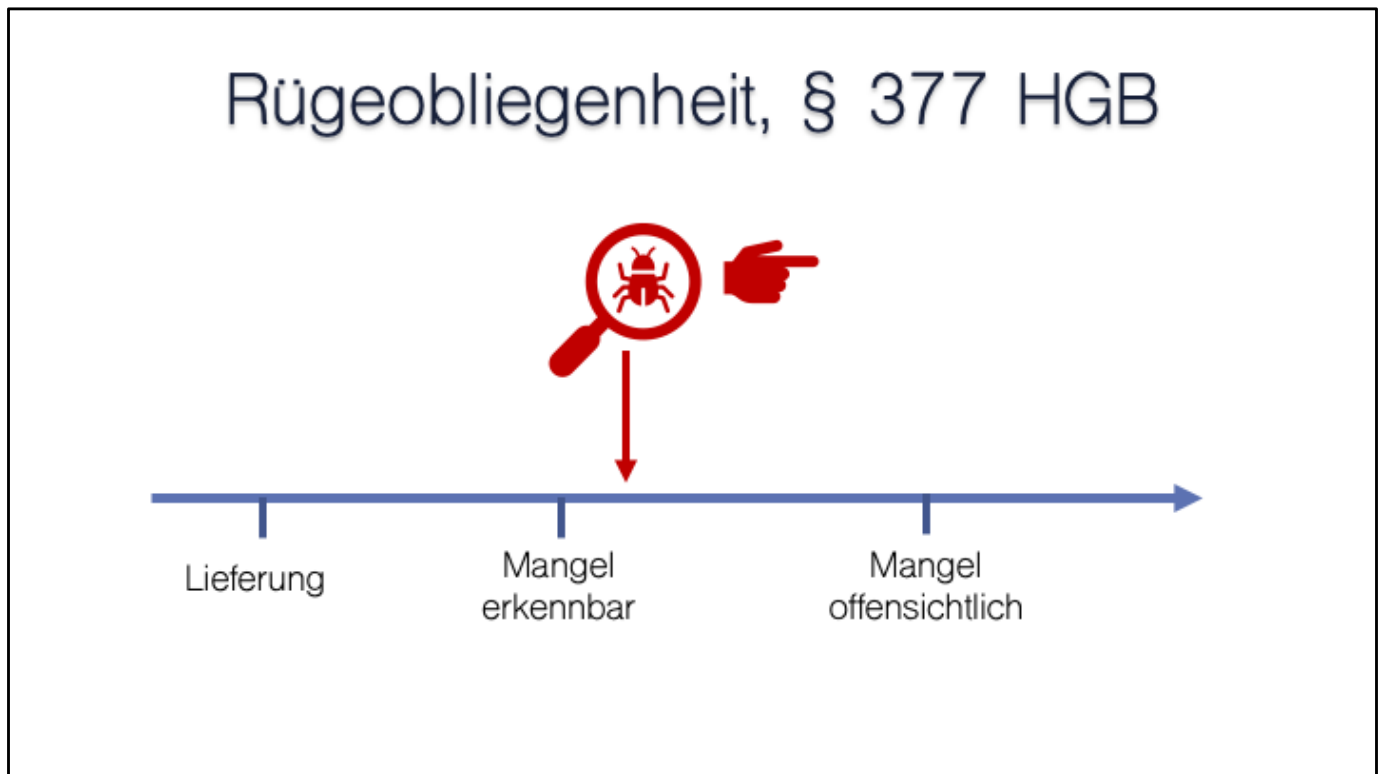 Rügeobliegenheit, § 377 HGB
Lieferung
Mangel
erkennbar
Mangel
offensichtlich